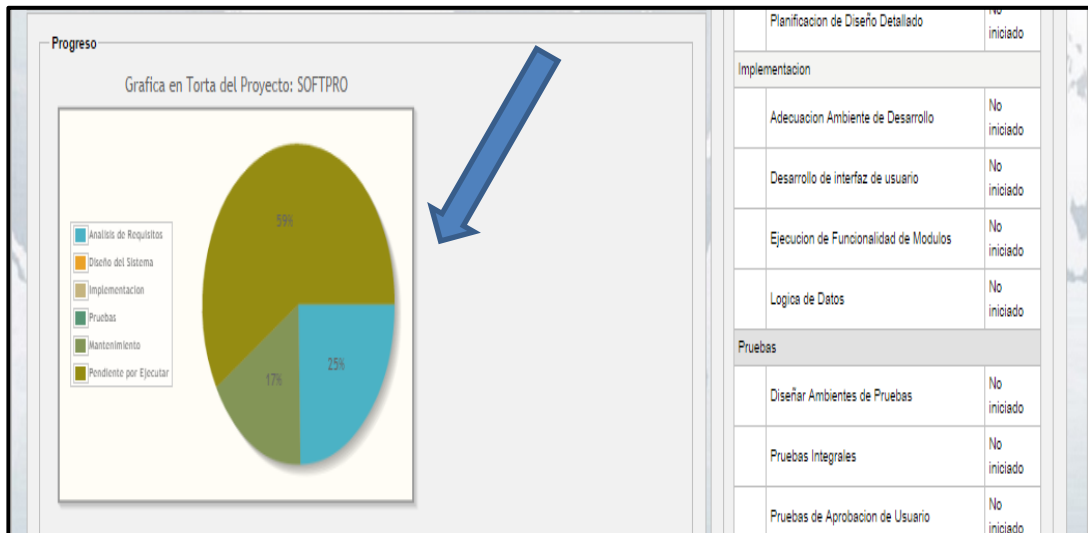 Progreso
Grafica en Torta del Proyecto: SOFTPRO
Analisis de Requisitos
Diseño del Sistema
Implementacion
Pruebas
Mantenimiento
Pendiente por Ejecutar
59%
17%
25%
Planificacion de Diseño Detallado
No
iniciado
Implementacion
Adecuacion Ambiente de Desarrollo
No
iniciado
Desarrollo de interfaz de usuario
No
iniciado
Ejecucion de Funcionalidad de Modulos
No
iniciado
Logica de Datos
No
iniciado
Pruebas
Diseñar Ambientes de Pruebas
No
iniciado
Pruebas Integrales
No
iniciado
Pruebas de Aprobacion de Usuario
No
iniciado